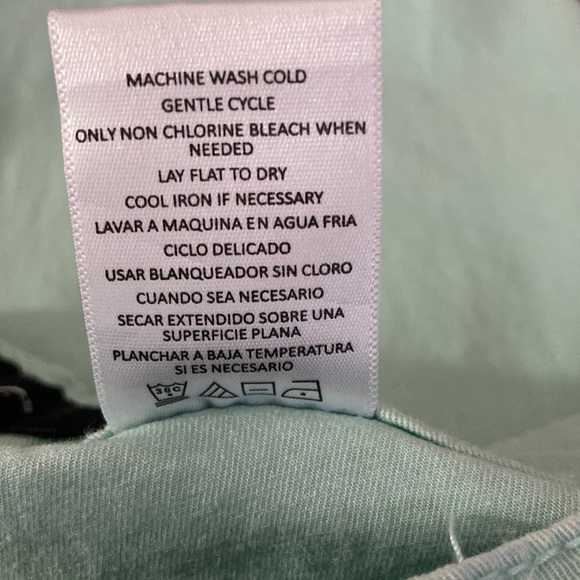 MACHINE WASH COLD
GENTLE CYCLE
ONLY NON CHLORINE BLEACH WHEN
NEEDED
LAY FLAT TO DRY
COOL IRON IF NECESSARY
LAVAR A MAQUINA EN AGUA FRIA
CICLO DELICADO
USAR BLANQUEADOR SIN CLORO
CUANDO SEA NECESARIO
SECAR EXTENDIDO SOBRE UNA
SUPERFICIE PLANA
PLANCHAR A BAJA TEMPERATURA
SI ES NECESARIO
30C